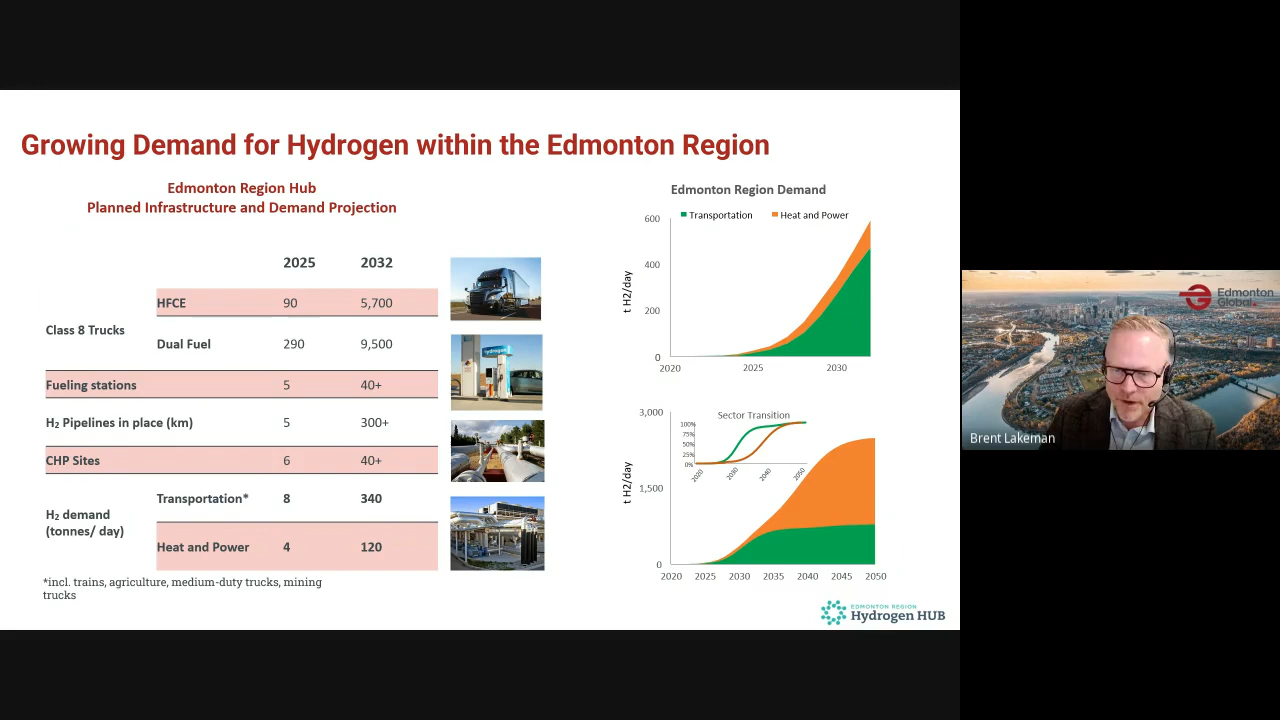 Growing Demand for Hydrogen within the Edmonton Region
Edmonton Region Hub
Planned Infrastructure and Demand Projection
2025 2032
Class 8 Trucks
HFCE 90 5,700
Dual Fuel 290 9,500
Fueling stations 5 40+
H₂ Pipelines in place (km) 5 300+
CHP Sites 6 40+
H₂ demand
(tonnes/ day)
Transportation* 8 340
Heat and Power 4 120
*incl. trains, agriculture, medium-duty trucks, mining
trucks
hydrogen
Edmonton Region Demand
Transportation Heat and Power
t H2/day
600
400
200
0
2020 2025 2030
t H2/day
3,000
1,500
0
Sector Transition
100%
75%
50%
25%
0%
2020 2030 2040 2050
2020 2025 2030 2035 2040 2045 2050
EDMONTON REGION
Hydrogen HUB
Edmonton
Global
Brent Lakeman